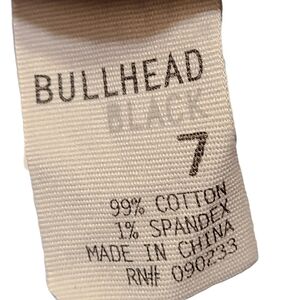 BULLHEAD
BLACK
7
99% COTTON
1% SPANDEX
MADE IN CHINA
RN# 090233